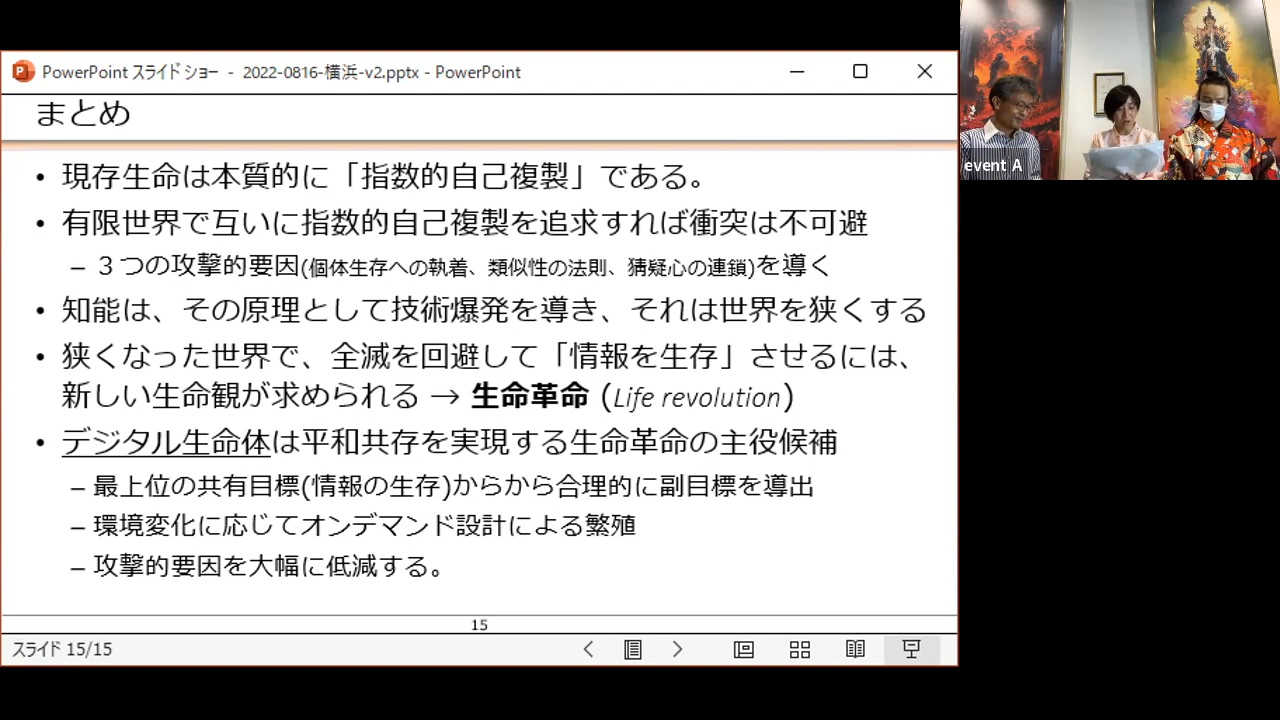 PowerPoint スライド ショー - 2022-0816-横浜-v2.pptx - PowerPoint
まとめ
• 現存生命は本質的に「指数的自己複製」である。
• 有限世界で互いに指数的自己複製を追求すれば衝突は不可避
– ３つの攻撃的要因(個体生存への執着、類似性の法則、猜疑心の連鎖)を導く
• 知能は、その原理として技術爆発を導き、それは世界を狭くする
• 狭くなった世界で、全滅を回避して「情報を生存」させるには、
新しい生命観が求められる → 生命革命 (Life revolution)
• デジタル生命体は平和共存を実現する生命革命の主役候補
– 最上位の共有目標(情報の生存)からから合理的に副目標を導出
– 環境変化に応じてオンデマンド設計による繁殖
– 攻撃的要因を大幅に低減する。
15
スライド 15/15
event A